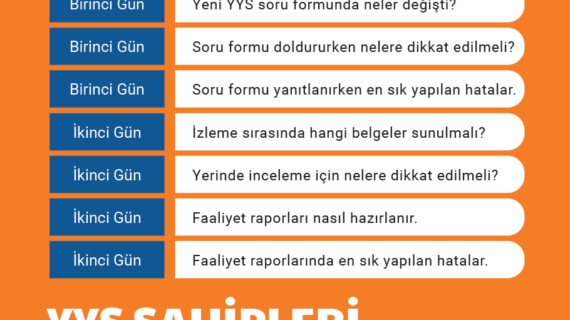 Birinci Gün Yeni YYS soru formunda neler değişti?
Birinci Gün Soru formu doldururken nelere dikkat edilmeli?
Birinci Gün Soru formu yanıtlanırken en sık yapılan hatalar.
İkinci Gün İzleme sırasında hangi belgeler sunulmalı?
İkinci Gün Yerinde inceleme için nelere dikkat edilmeli?
İkinci Gün Faaliyet raporları nasıl hazırlanır.
İkinci Gün Faaliyet raporlarında en sık yapılan hatalar.
YYS SAHİPLERİ